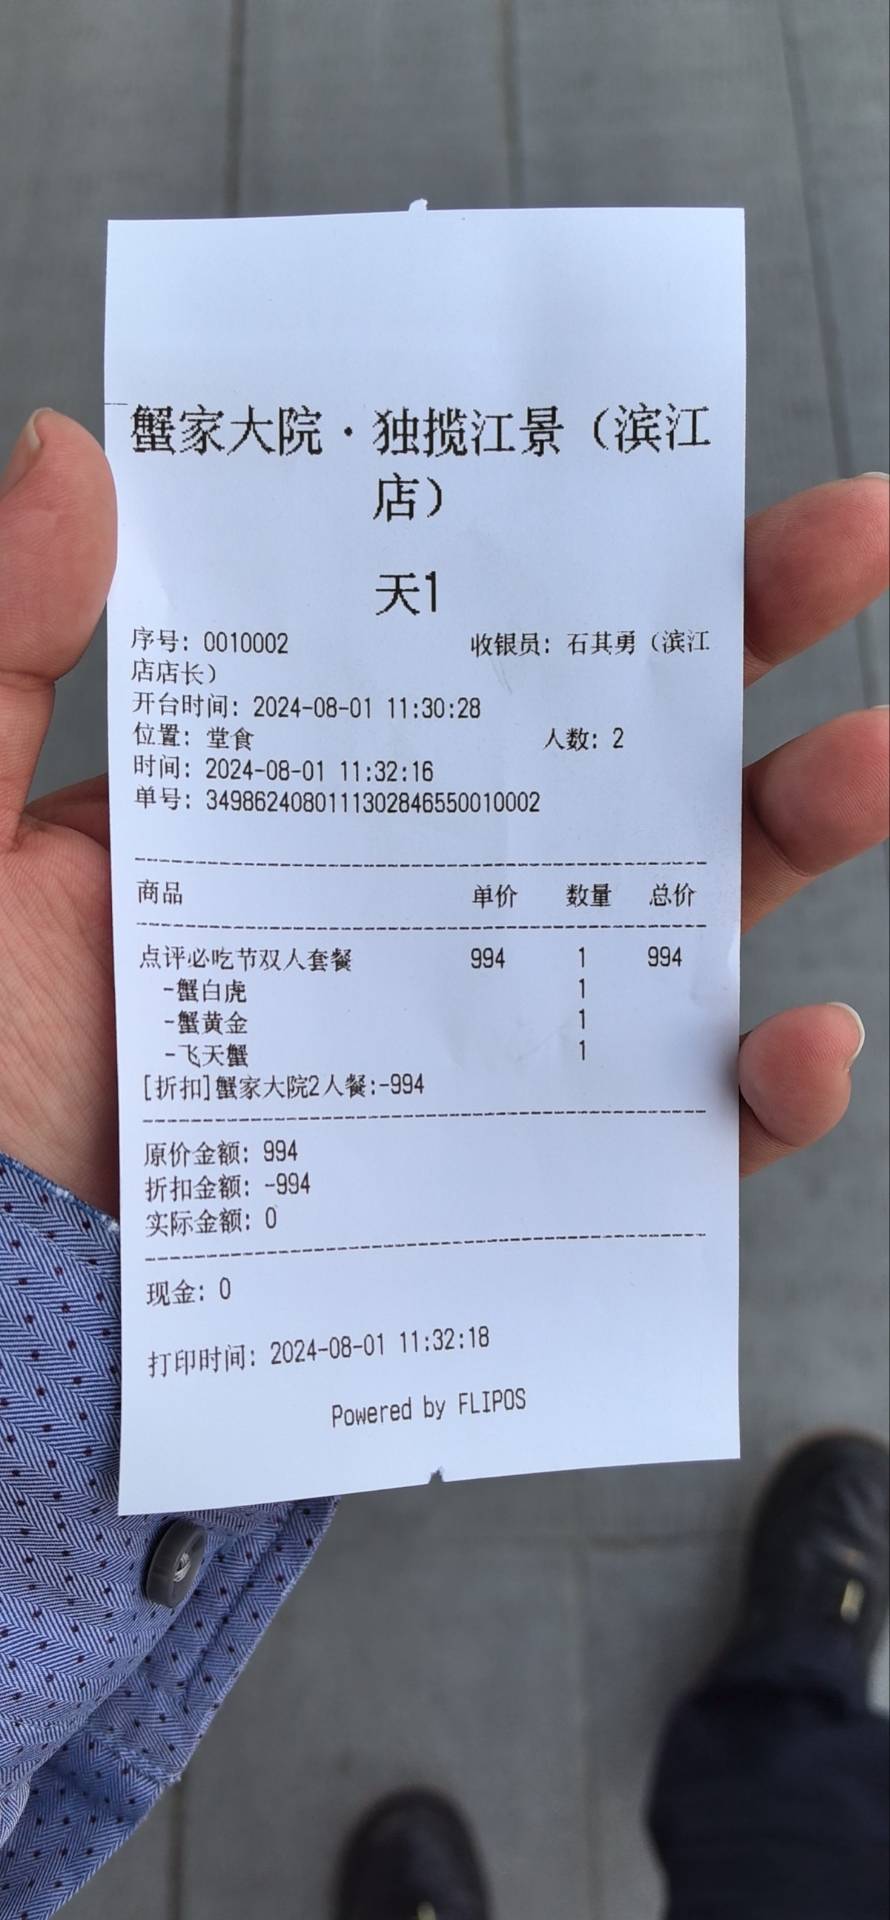 蟹家大院·独揽江景（滨江
店）
天1
序号: 0010002 收银员: 石其勇（滨江
店店长）
开台时间: 2024-08-01 11:30:28
位置: 堂食 人数: 2
时间: 2024-08-01 11:32:16
单号: 3498624080111302846550010002
商品 单价 数量 总价
点评必吃节双人套餐 994 1 994
-蟹白虎 1
-蟹黄金 1
-飞天蟹 1
[折扣]蟹家大院2人餐:-994
原价金额: 994
折扣金额: -994
实际金额: 0
现金: 0
打印时间: 2024-08-01 11:32:18
Powered by FLIPOS